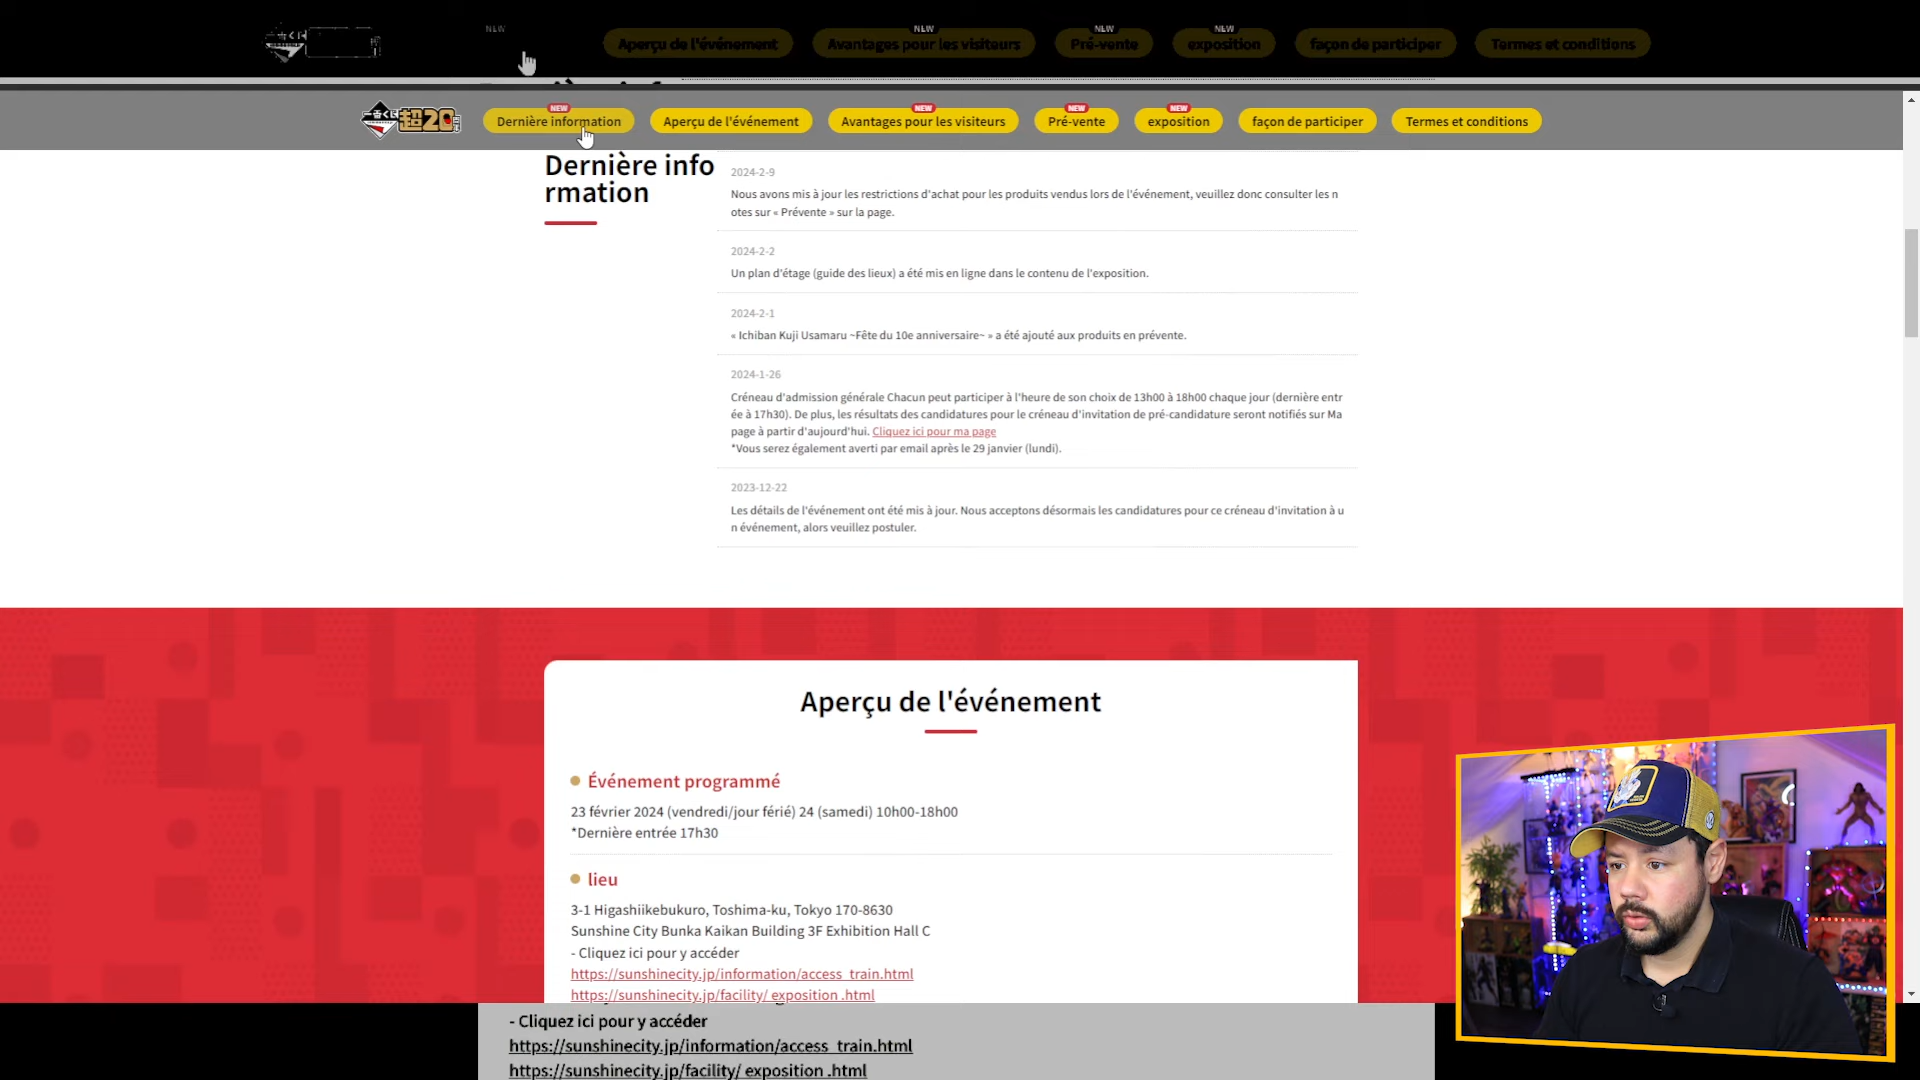 NEW
NEW
NEW
NEW
Aperçu de l'événement
Avantages pour les visiteurs
Pré-vente
exposition
façon de participer
Termes et conditions
一番くじ 超20
NEW
NEW
NEW
NEW
Dernière information
Aperçu de l'événement
Avantages pour les visiteurs
Pré-vente
exposition
façon de participer
Termes et conditions
Dernière info
rmation
2024-2-9
Nous avons mis à jour les restrictions d'achat pour les produits vendus lors de l'événement, veuillez donc consulter les n
otes sur « Prévente » sur la page.
2024-2-2
Un plan d'étage (guide des lieux) a été mis en ligne dans le contenu de l'exposition.
2024-2-1
« Ichiban Kuji Usamaru ~Fête du 10e anniversaire~ » a été ajouté aux produits en prévente.
2024-1-26
Créneau d'admission générale Chacun peut participer à l'heure de son choix de 13h00 à 18h00 chaque jour (dernière entr
ée à 17h30). De plus, les résultats des candidatures pour le créneau d'invitation de pré-candidature seront notifiés sur Ma
page à partir d'aujourd'hui. Cliquez ici pour ma page
*Vous serez également averti par email après le 29 janvier (lundi).
2023-12-22
Les détails de l'événement ont été mis à jour. Nous acceptons désormais les candidatures pour ce créneau d'invitation à u
n événement, alors veuillez postuler.
Aperçu de l'événement
Événement programmé
23 février 2024 (vendredi/jour férié) 24 (samedi) 10h00-18h00
*Dernière entrée 17h30
lieu
3-1 Higashiikebukuro, Toshima-ku, Tokyo 170-8630
Sunshine City Bunka Kaikan Building 3F Exhibition Hall C
- Cliquez ici pour y accéder
https://sunshinecity.jp/information/access_train.html
https://sunshinecity.jp/facility/ exposition .html
- Cliquez ici pour y accéder
https://sunshinecity.jp/information/access_train.html
https://sunshinecity.jp/facility/ exposition .html